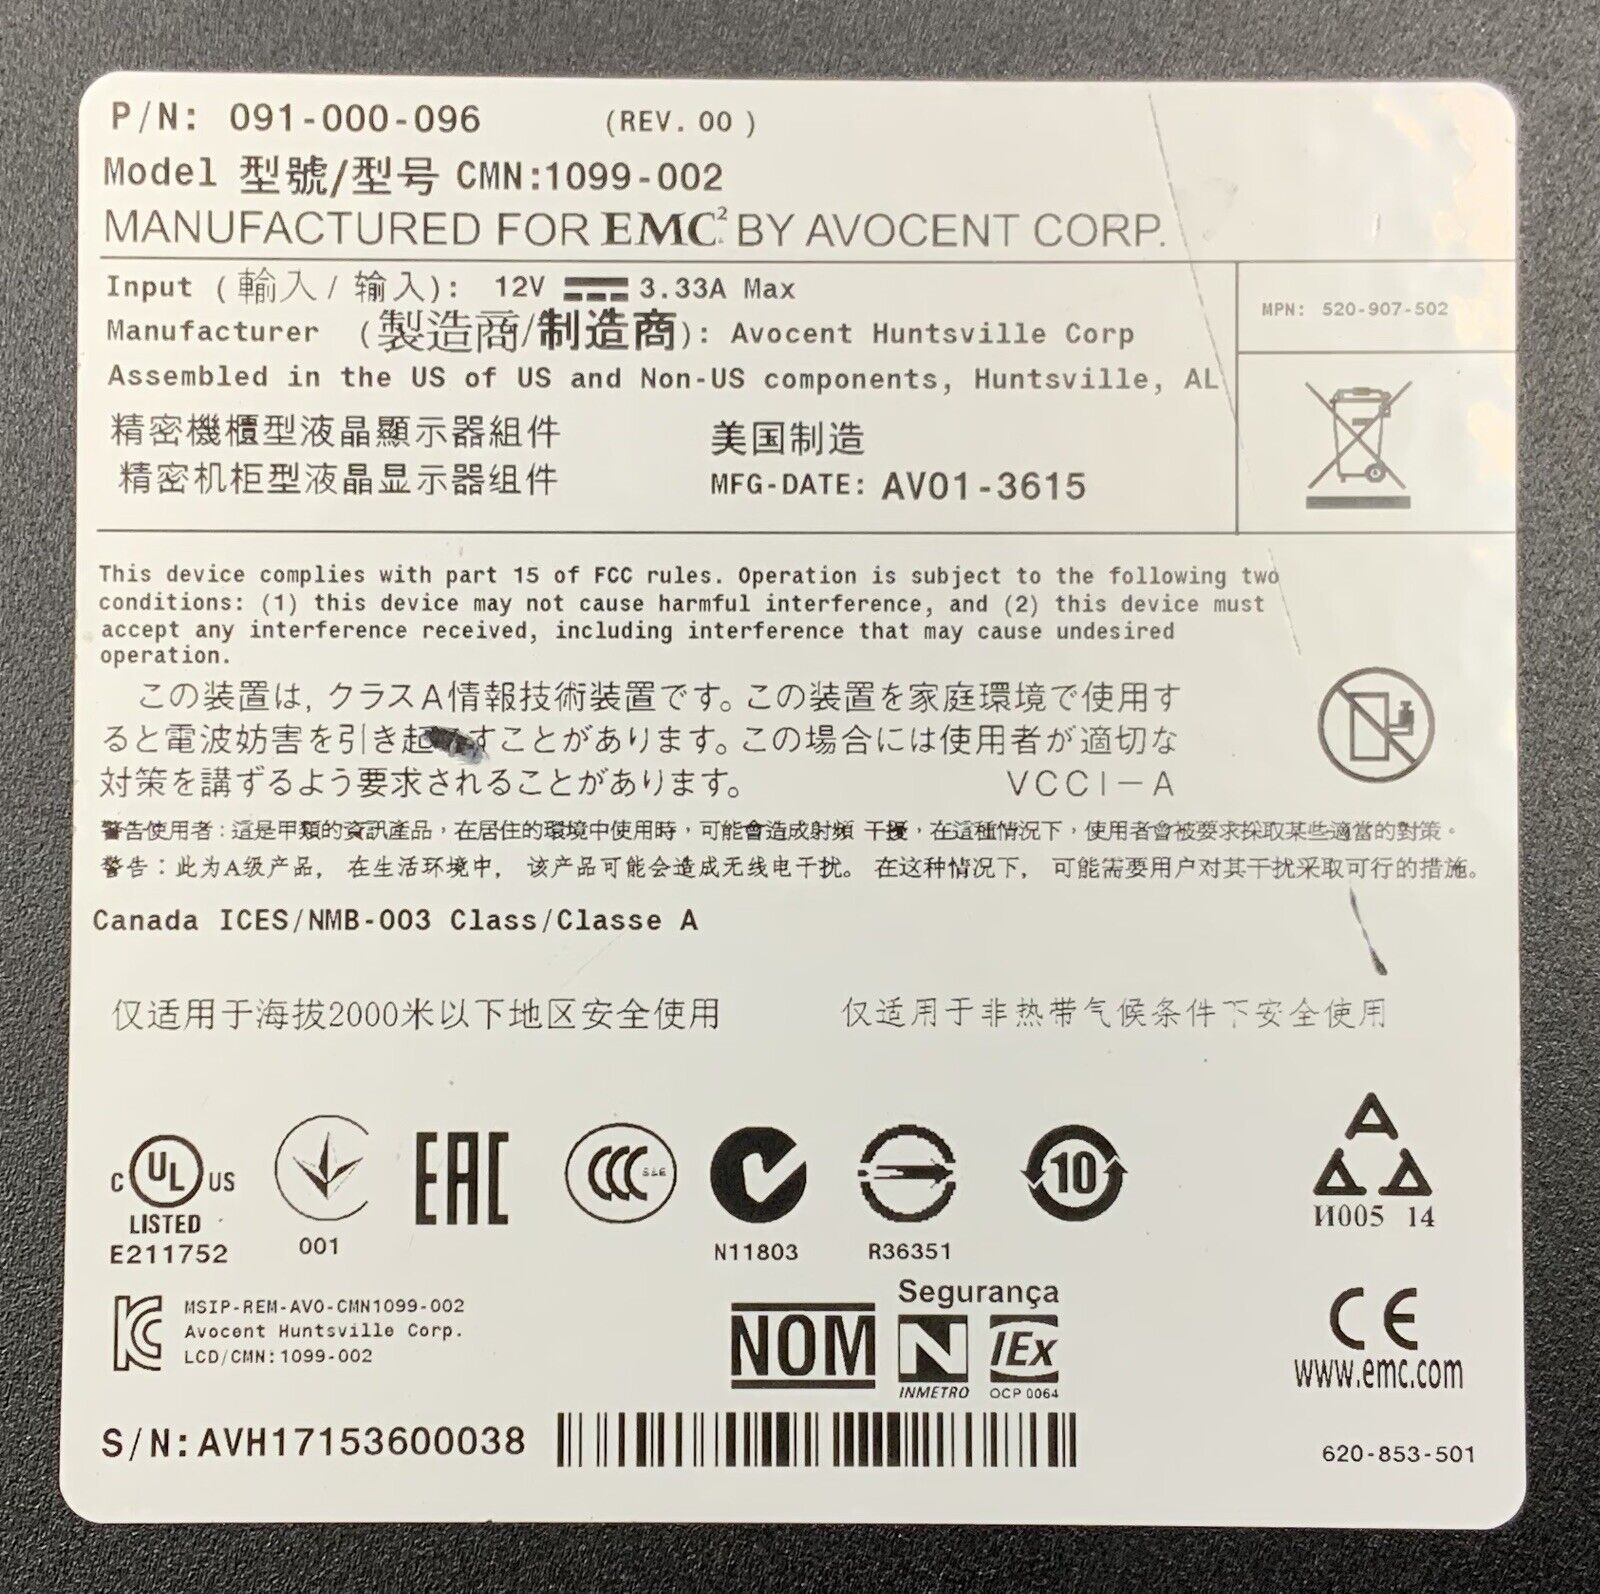 P/N: 091-000-096 (REV. 00 )
Model 型號/型号 CMN:1099-002
MANUFACTURED FOR EMC² BY AVOCENT CORP.
Input (輸入/输入): 12V 3.33A Max
MPN: 520-907-502
Manufacturer (製造商/制造商): Avocent Huntsville Corp
Assembled in the US of US and Non-US components, Huntsville, AL
精密機櫃型液晶顯示器組件 美国制造
精密机柜型液晶显示器组件 MFG-DATE: AV01-3615
This device complies with part 15 of FCC rules. Operation is subject to the following two
conditions: (1) this device may not cause harmful interference, and (2) this device must
accept any interference received, including interference that may cause undesired
operation.
この装置は, クラスA情報技術装置です。この装置を家庭環境で使用す
ると電波妨害を引き起 すことがあります。この場合には使用者が適切な
対策を講ずるよう要求されることがあります。 VCCI-A
警告使用者：這是甲類的資訊產品，在居住的環境中使用時，可能會造成射頻 干擾，在這種情況下，使用者會被要求採取某些適當的對策。
警告：此为A级产品， 在生活环境中， 该产品可能会造成无线电干扰。 在这种情况下， 可能需要用户对其干扰采取可行的措施。
Canada ICES/NMB-003 Class/Classe A
仅适用于海拔2000米以下地区安全使用 仅适用于非热带气候条件下安全使用
C UL US
LISTED
E211752
001
EAC
CCC S&E
N11803
R36351
10
И005 14
MSIP-REM-AVO-CMN1099-002
Avocent Huntsville Corp.
LCD/CMN:1099-002
NOM
Segurança
INMETRO
IEx
OCP 0064
CE
www.emc.com
S/N:AVH17153600038
620-853-501